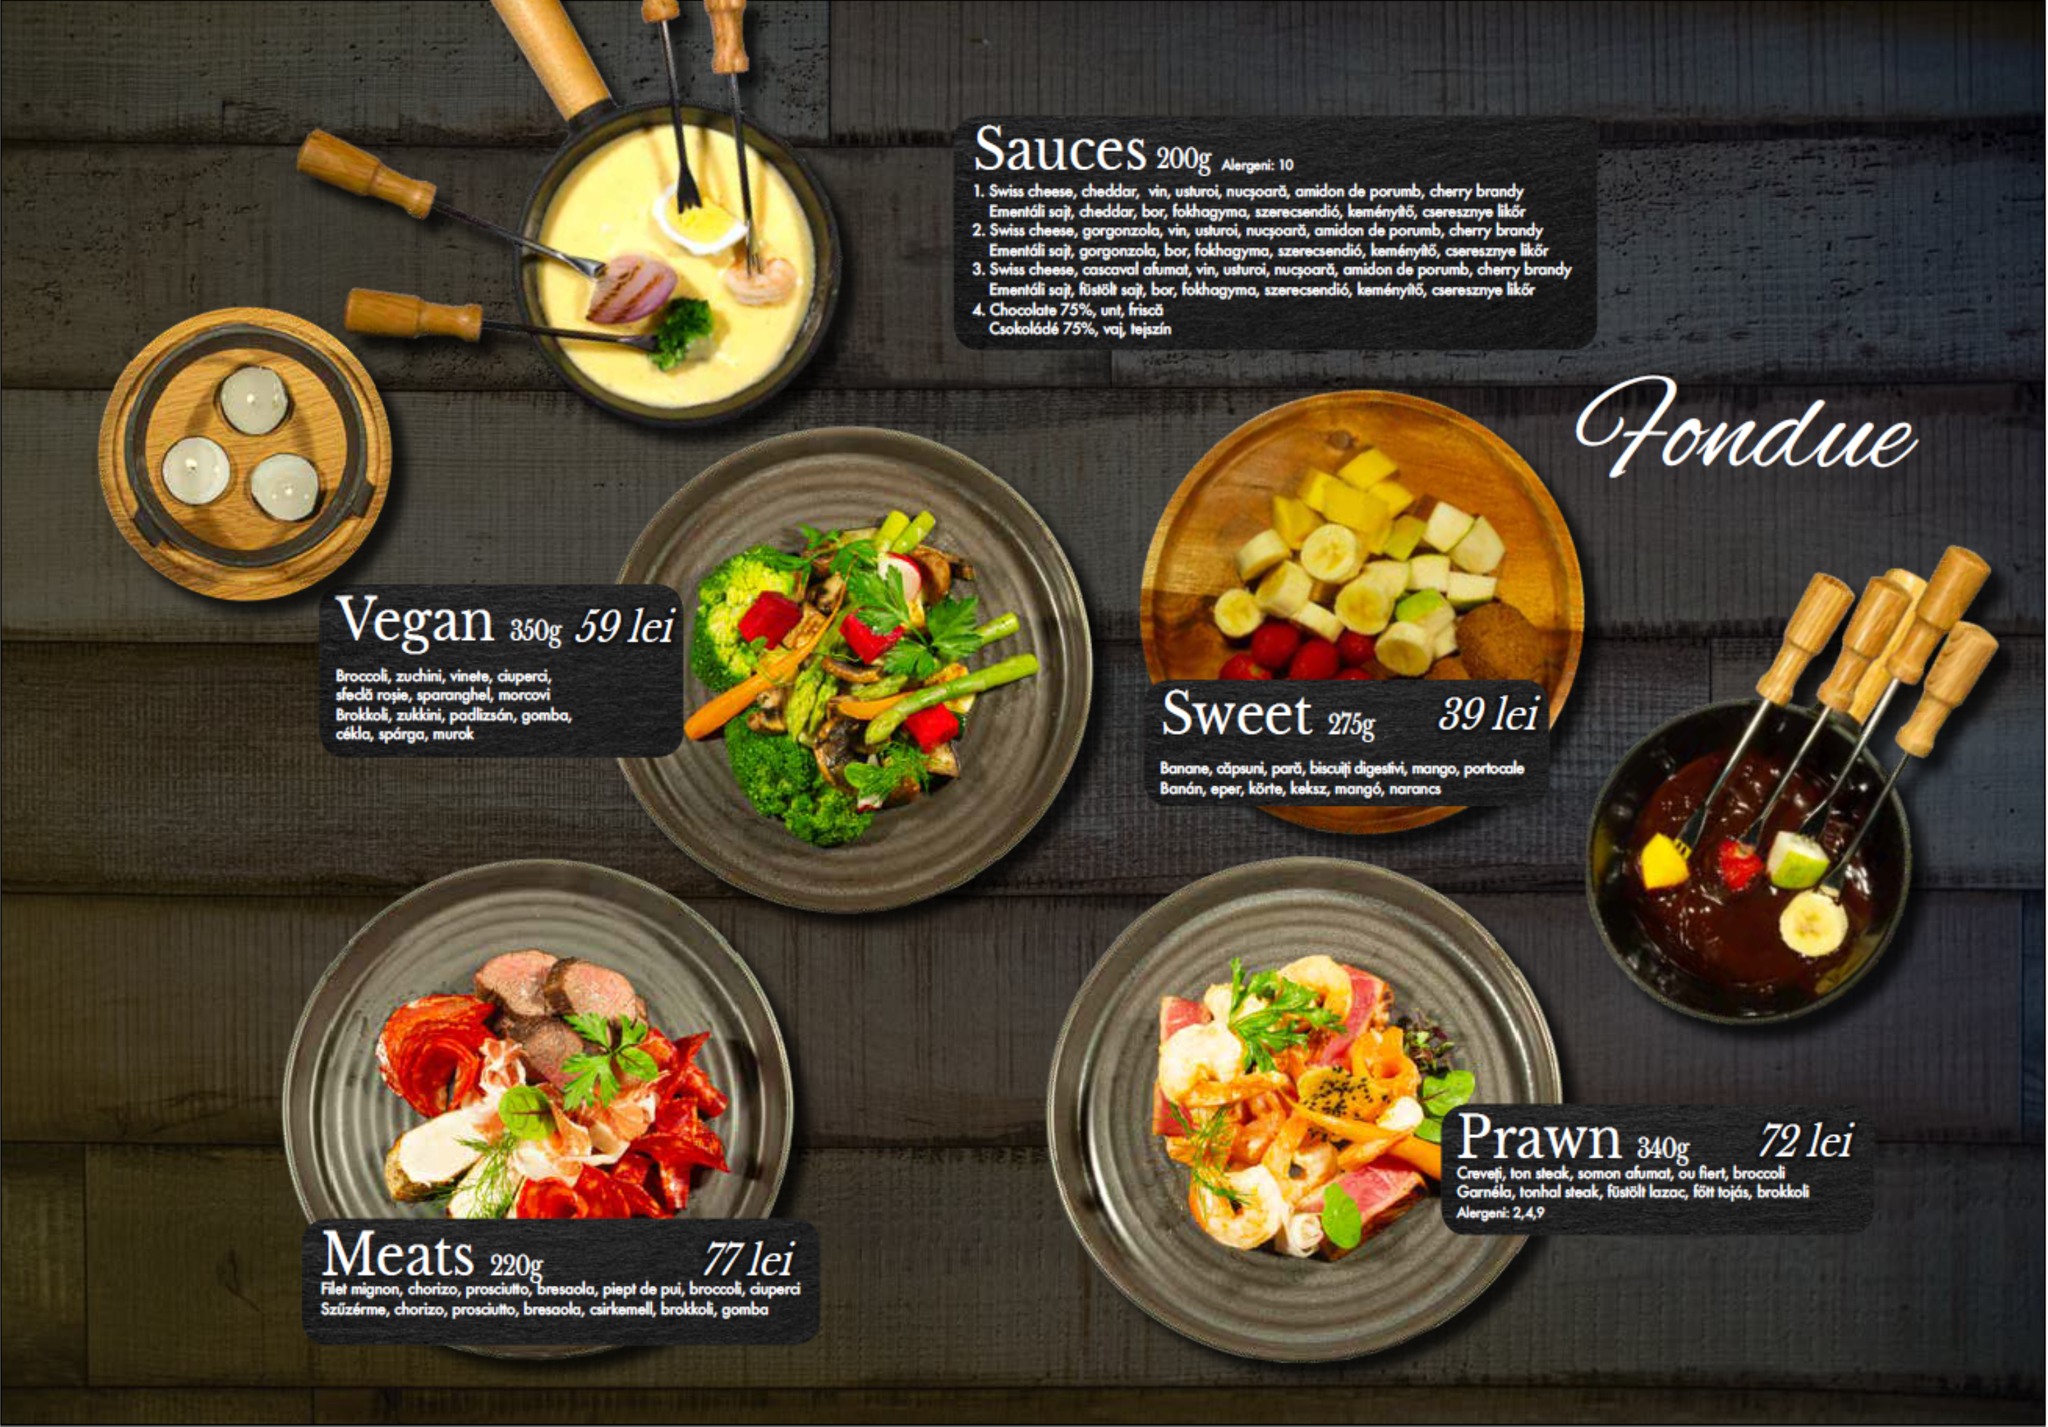 Sauces 200g Alergeni: 10
1. Swiss cheese, cheddar, vin, usturoi, nucșoară, amidon de porumb, cherry brandy
Ementáli sajt, cheddar, bor, fokhagyma, szerecsendió, keményítő, cseresznye likőr
2. Swiss cheese, gorgonzola, vin, usturoi, nucșoară, amidon de porumb, cherry brandy
Ementáli sajt, gorgonzola, bor, fokhagyma, szerecsendió, keményítő, cseresznye likőr
3. Swiss cheese, cascaval afumat, vin, usturoi, nucșoară, amidon de porumb, cherry brandy
Ementáli sajt, füstölt sajt, bor, fokhagyma, szerecsendió, keményítő, cseresznye likőr
4. Chocolate 75%, unt, friscă
Csokoládé 75%, vaj, tejszín
Fondue
Vegan 350g 59 lei
Broccoli, zuchini, vinete, ciuperci,
sfeclă roșie, sparanghel, morcovi
Brokkoli, zukkini, padlizsán, gomba,
cékla, spárga, murok
Sweet 275g 39 lei
Banane, căpsuni, pară, biscuiți digestivi, mango, portocale
Banán, eper, körte, keksz, mangó, narancs
Prawn 340g 72 lei
Creveți, ton steak, somon afumat, ou fiert, broccoli
Garnéla, tonhal steak, füstölt lazac, főtt tojás, brokkoli
Alergeni: 2,4,9
Meats 220g 77 lei
Filet mignon, chorizo, prosciutto, bresaola, piept de pui, broccoli, ciuperci
Szűzérme, chorizo, prosciutto, bresaola, csirkemell, brokkoli, gomba